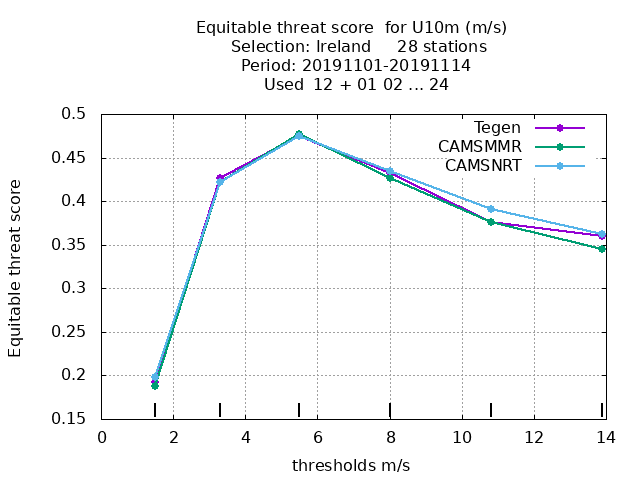 Equitable threat score  for U10m (m/s)
Selection: Ireland     28 stations
Period: 20191101-20191114
Used  12 + 01 02 ... 24
Equitable threat score
0.5
0.45
0.4
0.35
0.3
0.25
0.2
0.15
Tegen
CAMSMMR
CAMSNRT
0 2 4 6 8 10 12 14
thresholds m/s